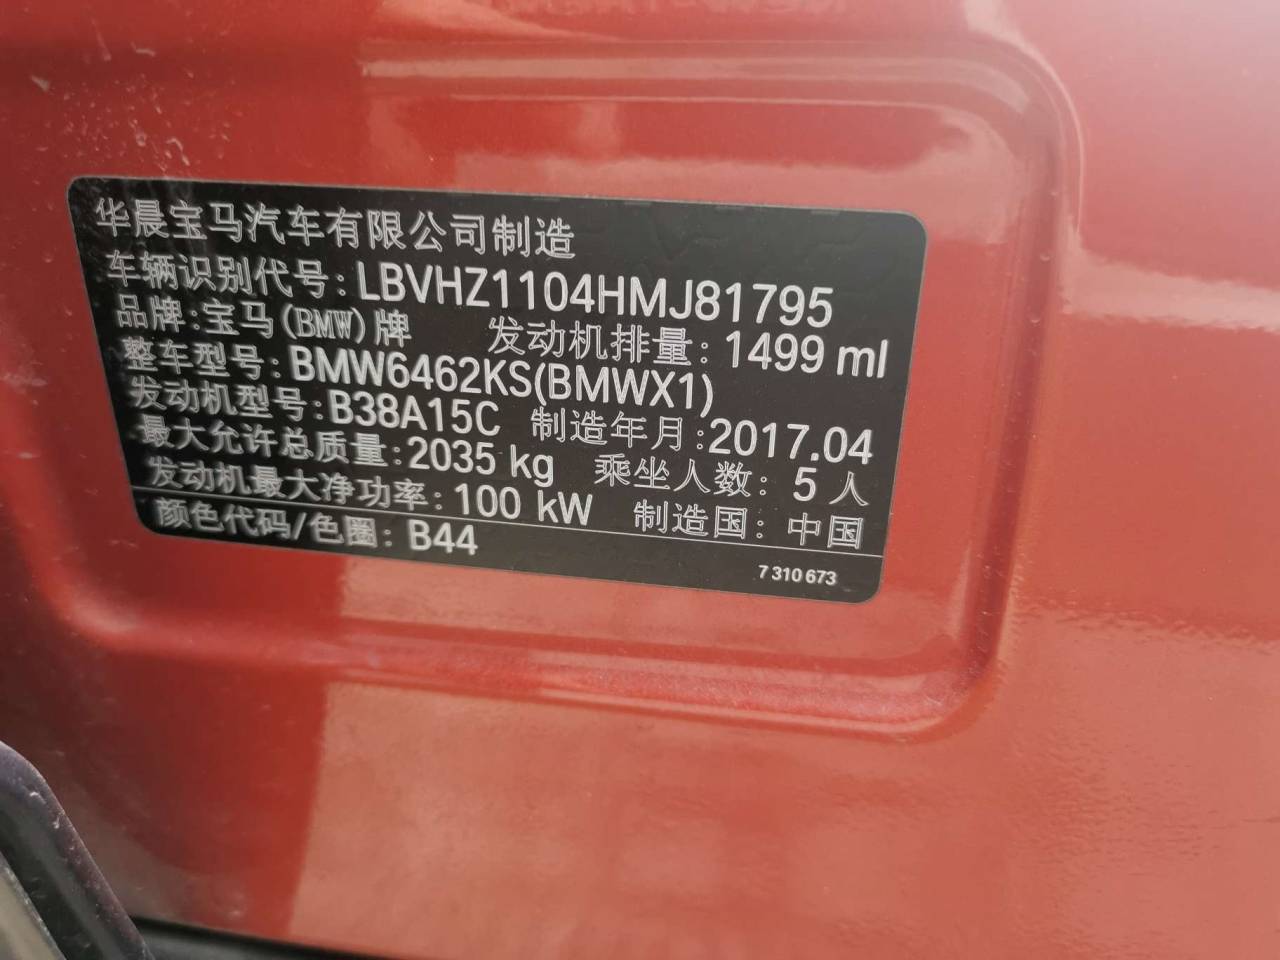 华晨宝马汽车有限公司制造
车辆识别代号:LBVHZ1104HMJ81795
品牌:宝马(BMW)牌 发动机排量:1499 ml
整车型号:BMW6462KS(BMWX1)
发动机型号:B38A15C 制造年月:2017.04
最大允许总质量:2035 kg 乘坐人数:5人
发动机最大净功率:100 kW 制造国:中国
颜色代码/色圈:B44
7 310 673